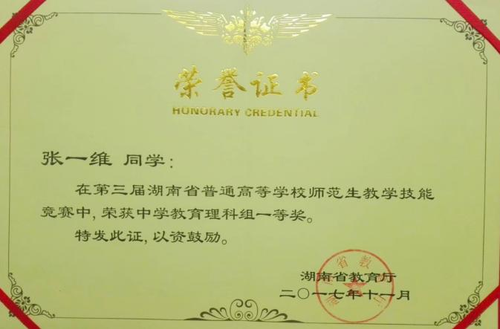 荣誉证书
HONORARY CREDENTIAL
张一维 同学：
在第三届湖南省普通高等学校师范生教学技能
竞赛中,荣获中学教育理科组一等奖。
特发此证,以资鼓励。
湖南省教育厅
二〇一七年十一月